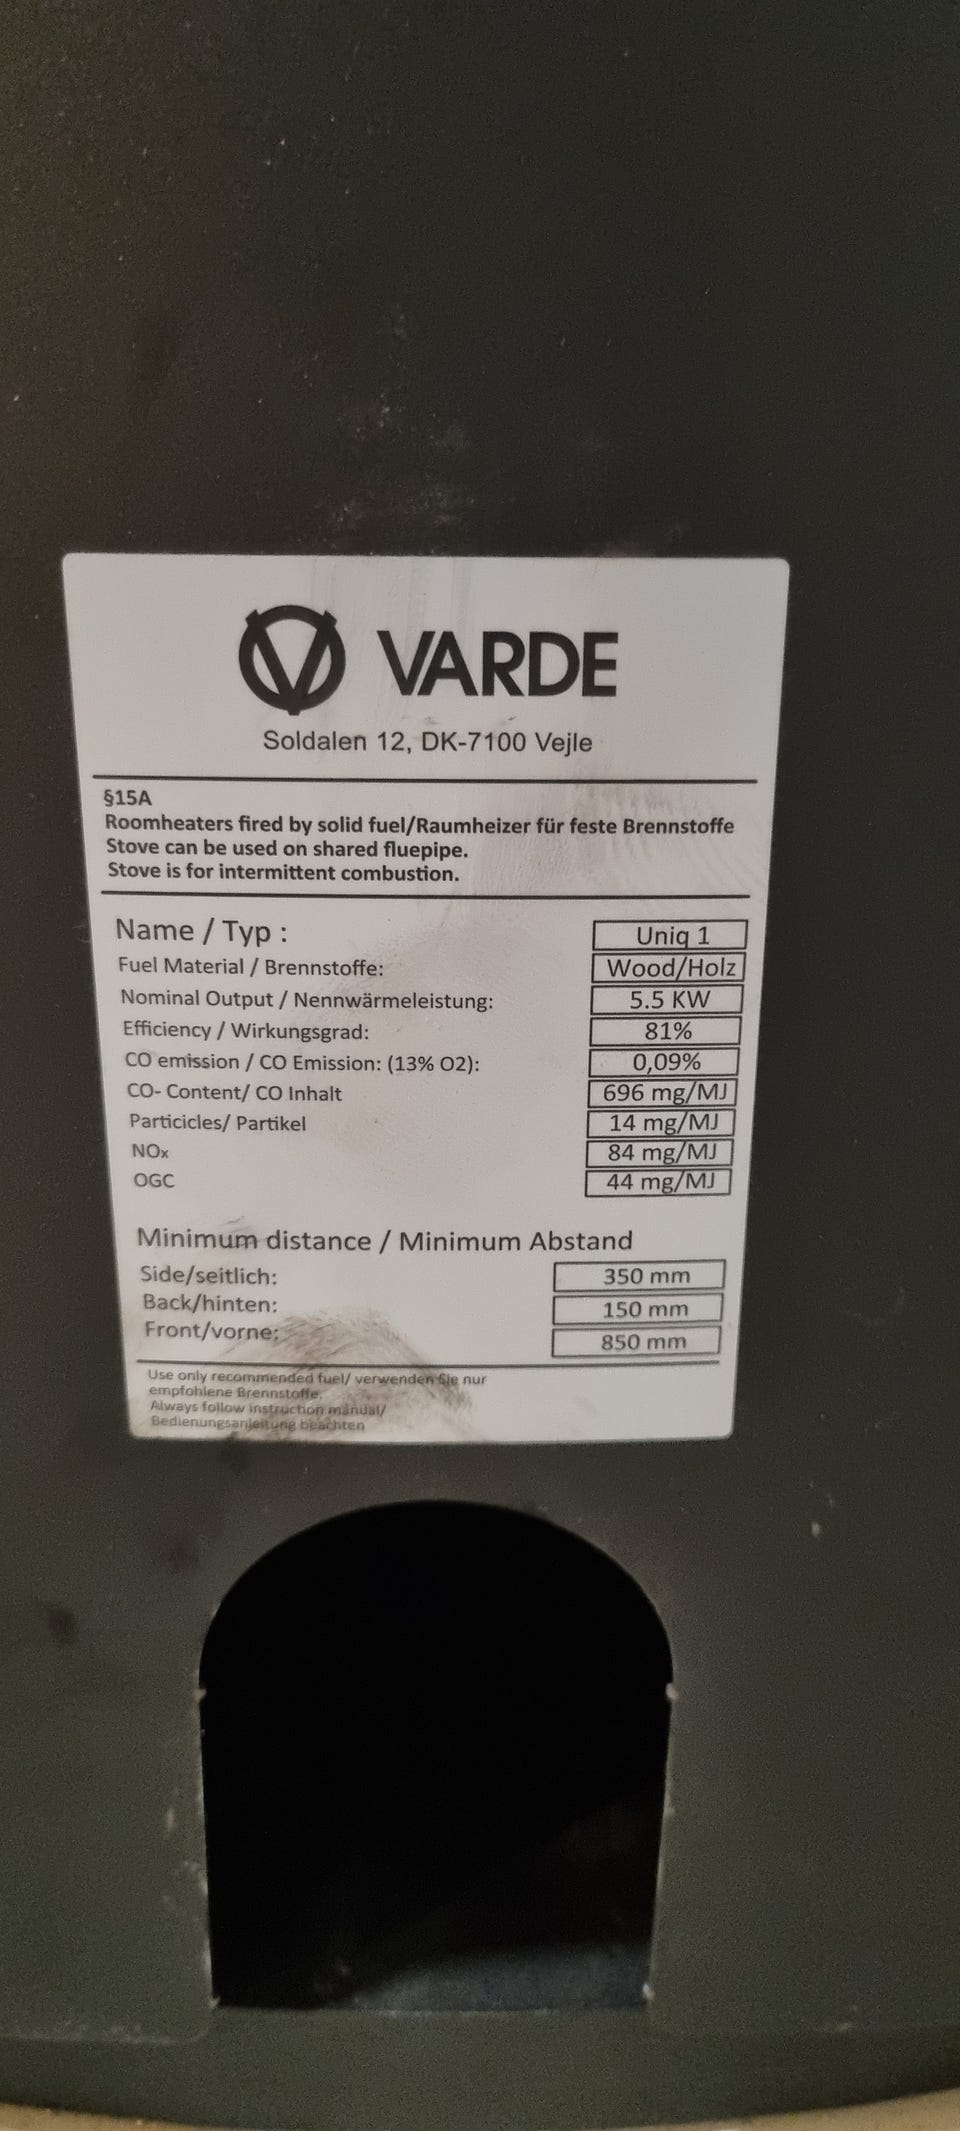 VARDE
Soldalen 12, DK-7100 Vejle
§15A
Roomheaters fired by solid fuel/Raumheizer für feste Brennstoffe
Stove can be used on shared fluepipe.
Stove is for intermittent combustion.
Name / Typ : Uniq 1
Fuel Material / Brennstoffe: Wood/Holz
Nominal Output / Nennwärmeleistung: 5.5 KW
Efficiency / Wirkungsgrad: 81%
CO emission / CO Emission: (13% O2): 0,09%
CO- Content/ CO Inhalt 696 mg/MJ
Particicles/ Partikel 14 mg/MJ
NOx 84 mg/MJ
OGC 44 mg/MJ
Minimum distance / Minimum Abstand
Side/seitlich: 350 mm
Back/hinten: 150 mm
Front/vorne: 850 mm
Use only recommended fuel/ verwenden Sie nur
empfohlene Brennstoffe.
Always follow instruction manual/
Bedienungsanleitung beachten